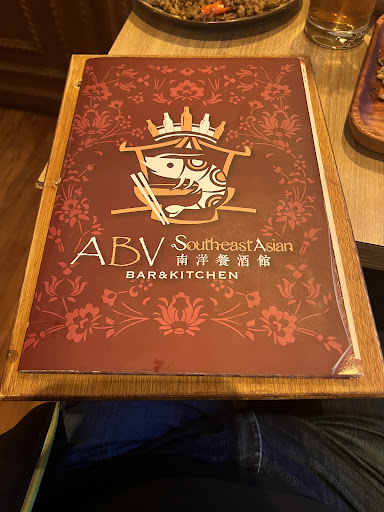 ABV Southeast Asian
南洋餐酒館
BAR&KITCHEN